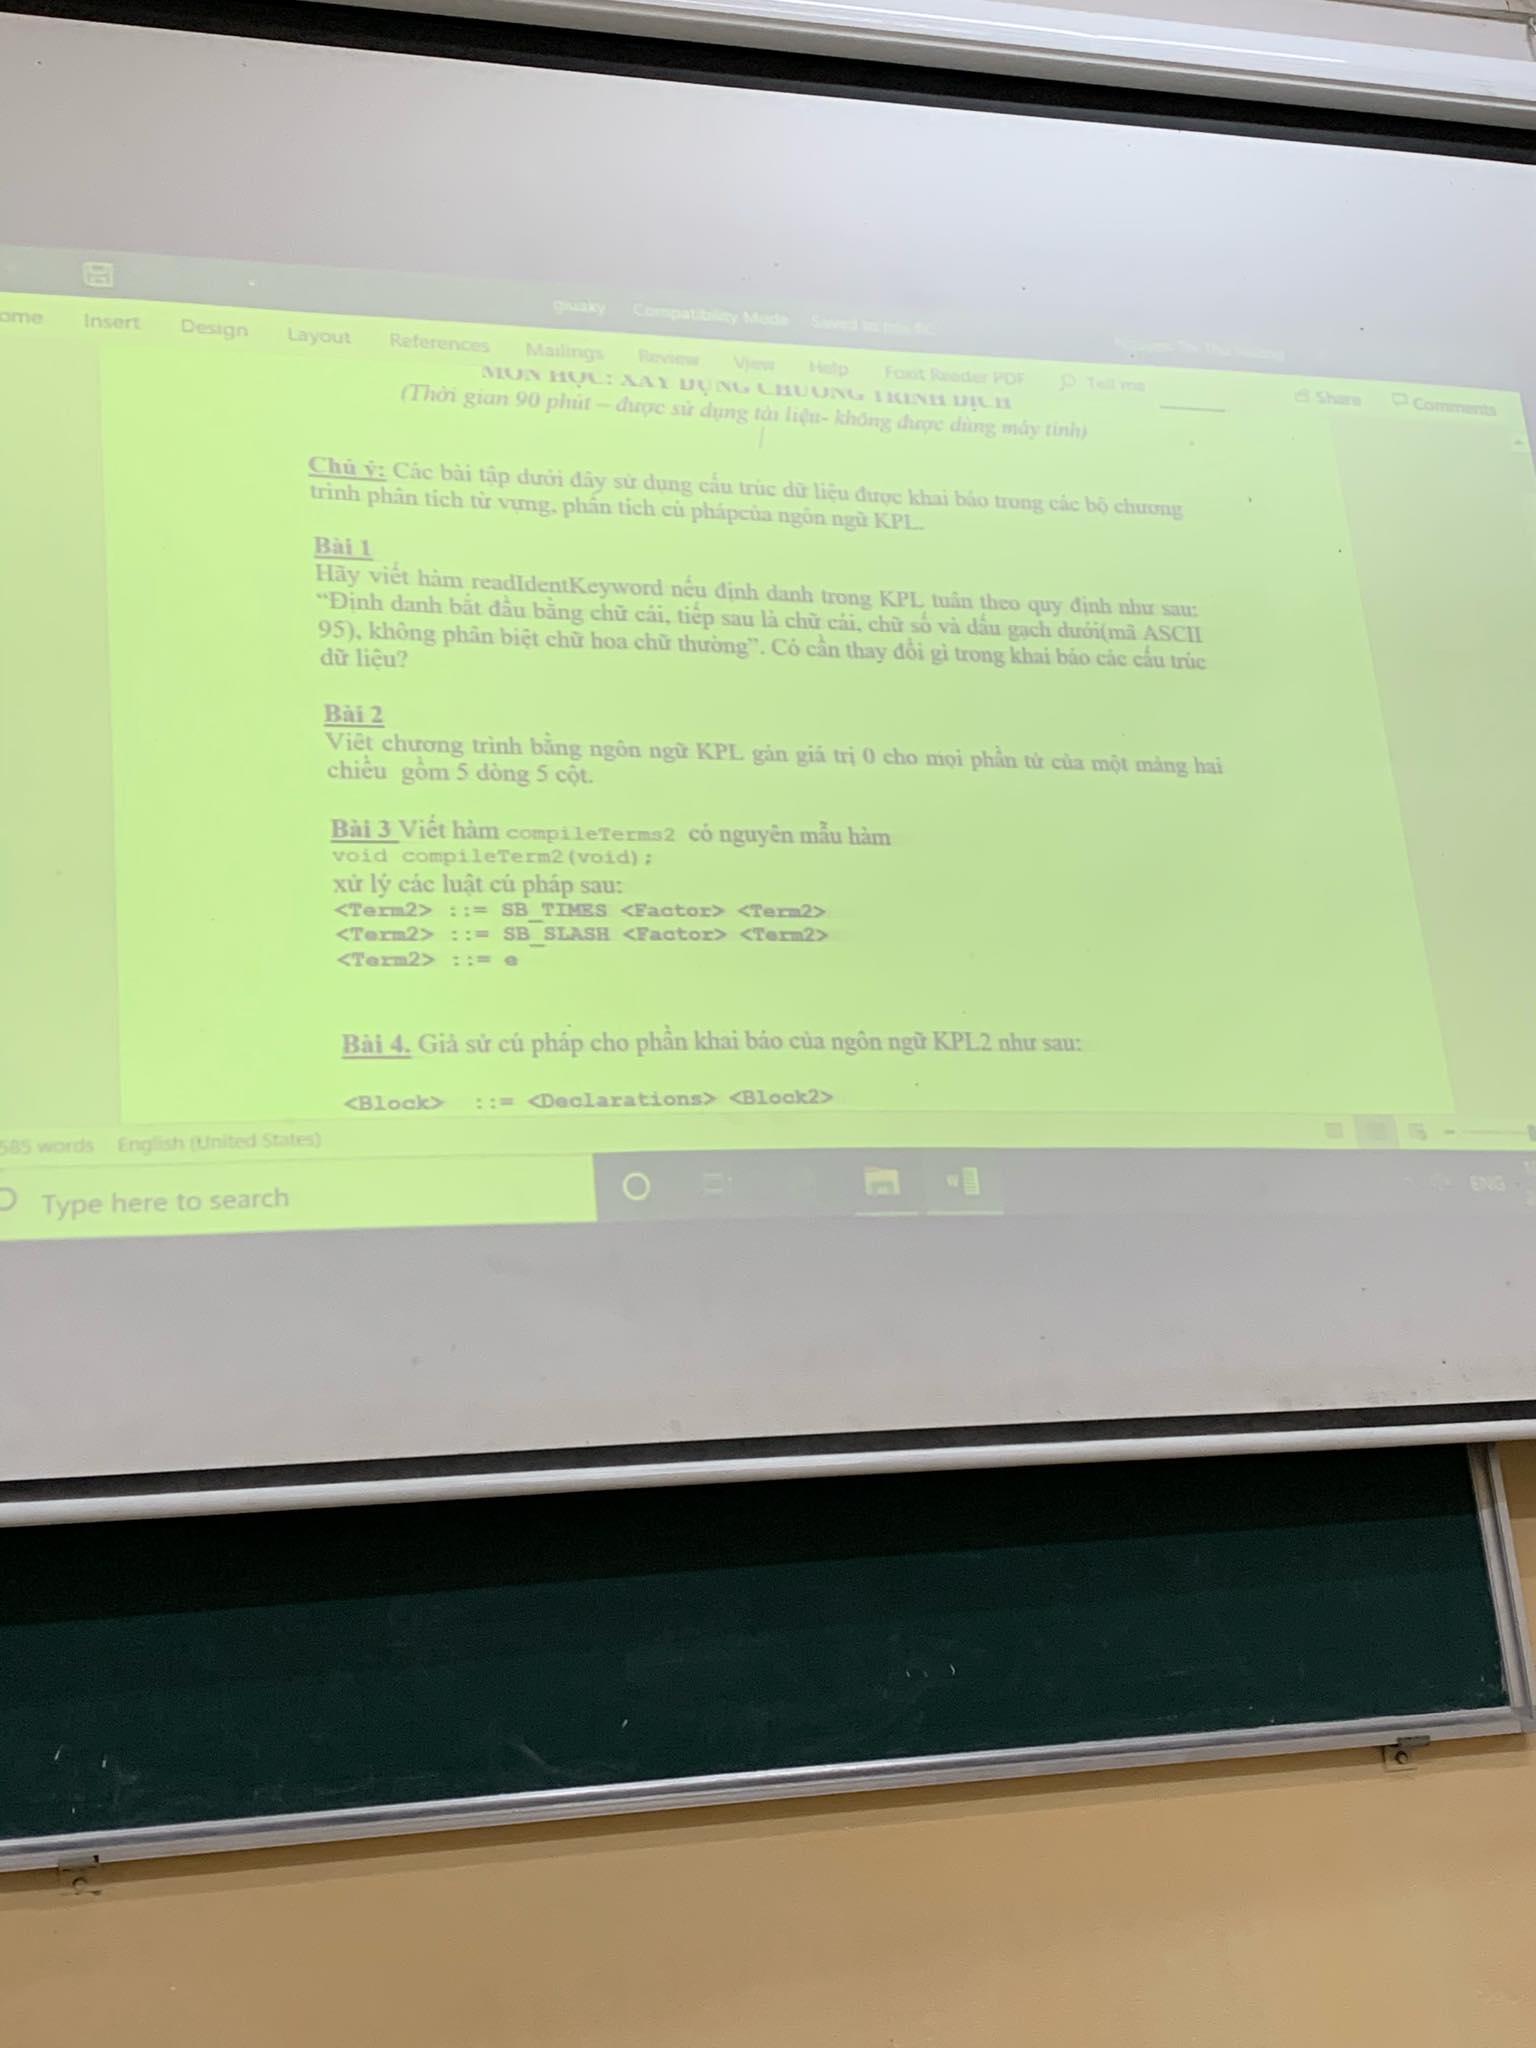 giuaky Compatibility Mode Saved to this PC
ome Insert Design Layout References Mailings Review View Help Foxit Reader PDF Tell me Share Comments
MÔN HỌC: XÂY DỰNG CHƯƠNG TRÌNH DỊCH
(Thời gian 90 phút – được sử dụng tài liệu- không được dùng máy tính)
Chú ý: Các bài tập dưới đây sử dụng cấu trúc dữ liệu được khai báo trong các bộ chương
trình phân tích từ vựng, phân tích cú phápcủa ngôn ngữ KPL.
Bài 1
Hãy viết hàm readIdentKeyword nếu định danh trong KPL tuân theo quy định như sau:
“Định danh bắt đầu bằng chữ cái, tiếp sau là chữ cái, chữ số và dấu gạch dưới(mã ASCII
95), không phân biệt chữ hoa chữ thường”. Có cần thay đổi gì trong khai báo các cấu trúc
dữ liệu?
Bài 2
Viết chương trình bằng ngôn ngữ KPL gán giá trị 0 cho mọi phần tử của một mảng hai
chiều gồm 5 dòng 5 cột.
Bài 3 Viết hàm compileTerms2 có nguyên mẫu hàm
void compileTerm2(void);
xử lý các luật cú pháp sau:
<Term2> ::= SB_TIMES <Factor> <Term2>
<Term2> ::= SB_SLASH <Factor> <Term2>
<Term2> ::= e
Bài 4. Giả sử cú pháp cho phần khai báo của ngôn ngữ KPL2 như sau:
<Block> ::= <Declarations> <Block2>
585 words English (United States)
Type here to search
ENG